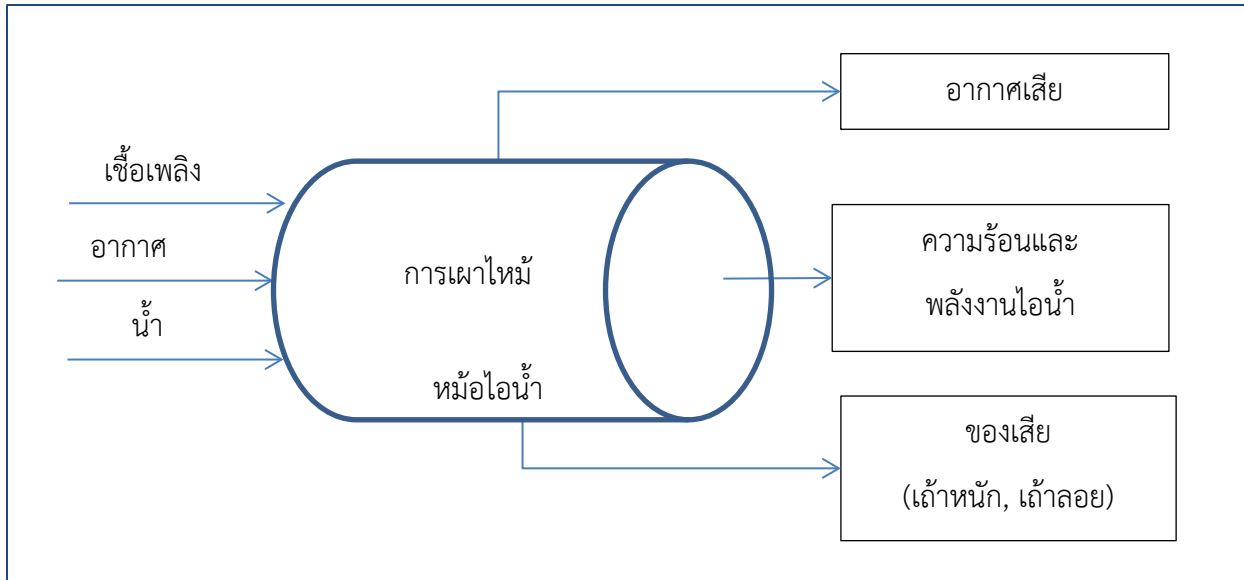 อากาศเสีย
เชื้อเพลิง
อากาศ
น้ำ
การเผาไหม้
หม้อไอน้ำ
ความร้อนและ
พลังงานไอน้ำ
ของเสีย
(เถ้าหนัก, เถ้าลอย)